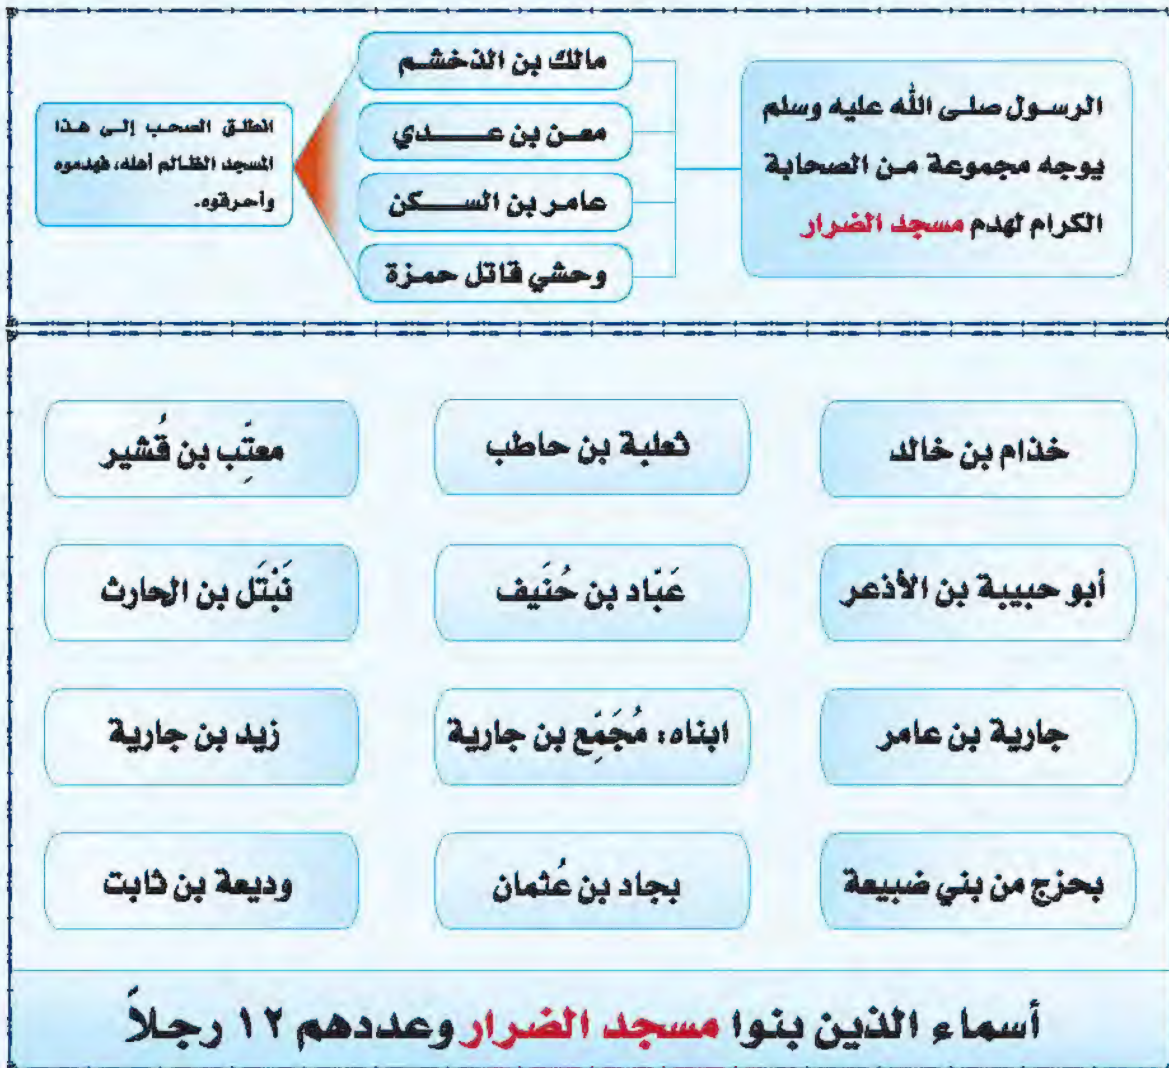 الرسول صلى الله عليه وسلم
يوجه مجموعة من الصحابة
الكرام لهدم مسجد الضرار
مالك بن الذخشم
معن بن عدي
عامر بن السكن
وحشي قاتل حمزة
انطلق الصحب إلى هذا
المسجد الظالم أهله، فهدموه
وأحرقوه.
خذام بن خالد
ثعلبة بن حاطب
معتِّب بن قُشير
أبو حبيبة بن الأذعر
عَبّاد بن حُنَيف
نَبْتَل بن الحارث
جارية بن عامر
ابناه: مُجَمِّع بن جارية
زيد بن جارية
بحزج من بني ضبيعة
بجاد بن عُثمان
وديعة بن ثابت
أسماء الذين بنوا مسجد الضرار وعددهم ١٢ رجلاً